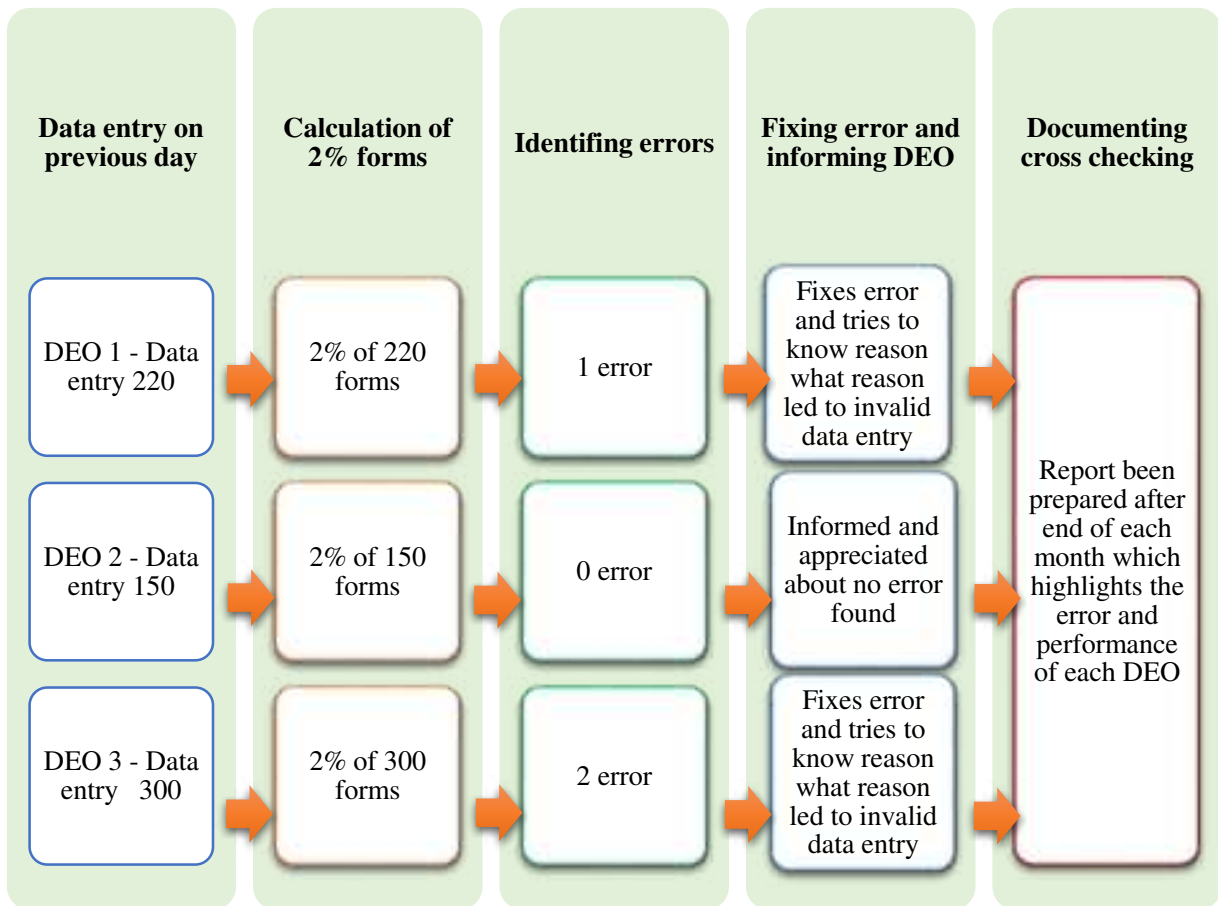 Data entry on
previous day
Calculation of
2% forms
Identifing errors
Fixing error and
informing DEO
Documenting
cross checking
DEO 1 - Data
entry 220
2% of 220
forms
1 error
Fixes error
and tries to
know reason
what reason
led to invalid
data entry
DEO 2 - Data
entry 150
2% of 150
forms
0 error
Informed and
appreciated
about no error
found
DEO 3 - Data
entry 300
2% of 300
forms
2 error
Fixes error
and tries to
know reason
what reason
led to invalid
data entry
Report been
prepared after
end of each
month which
highlights the
error and
performance
of each DEO